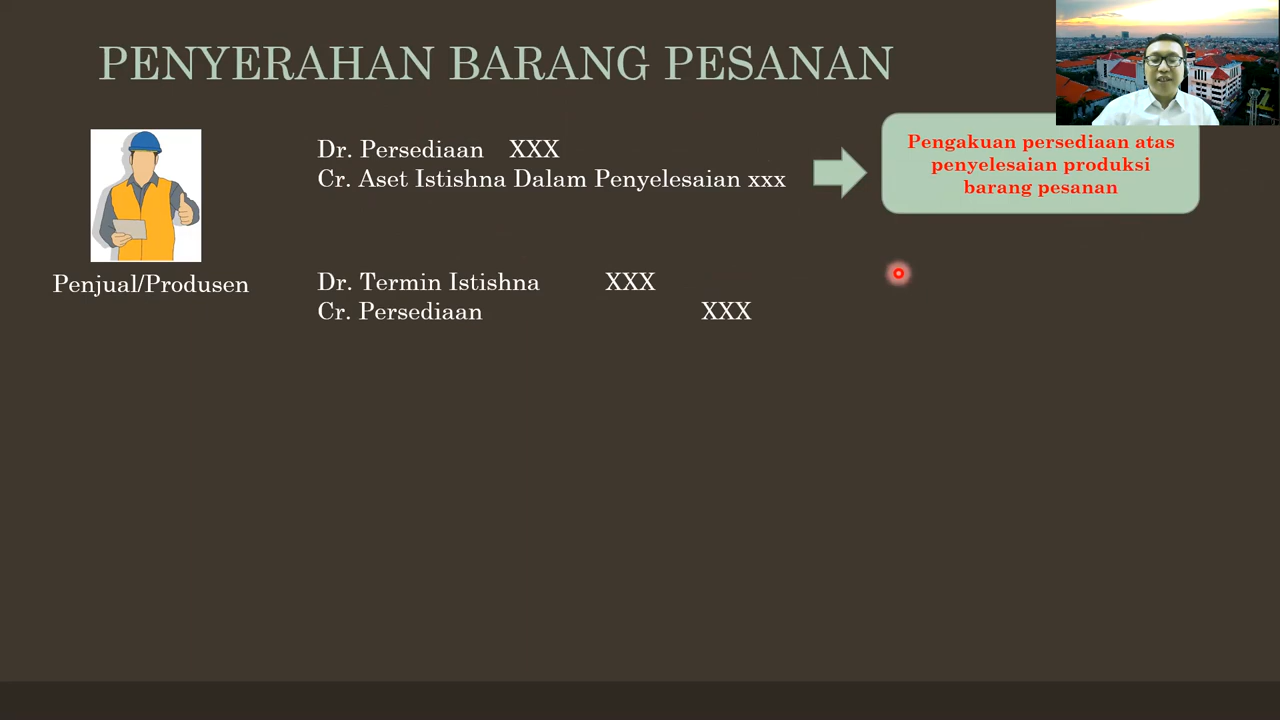 PENYERAHAN BARANG PESANAN
Dr. Persediaan XXX
Cr. Aset Istishna Dalam Penyelesaian xxx
Pengakuan persediaan atas
penyelesaian produksi
barang pesanan
Penjual/Produsen
Dr. Termin Istishna XXX
Cr. Persediaan XXX